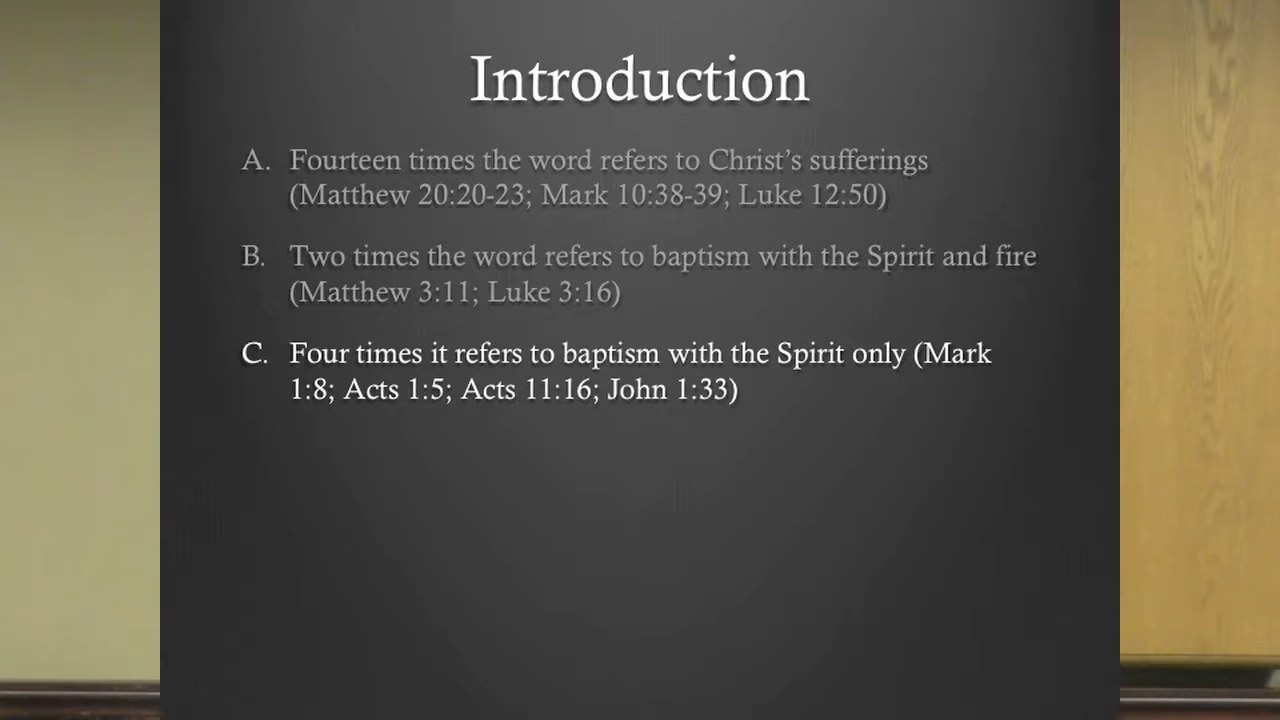 Introduction
A. Fourteen times the word refers to Christ’s sufferings
(Matthew 20:20-23; Mark 10:38-39; Luke 12:50)
B. Two times the word refers to baptism with the Spirit and fire
(Matthew 3:11; Luke 3:16)
C. Four times it refers to baptism with the Spirit only (Mark
1:8; Acts 1:5; Acts 11:16; John 1:33)